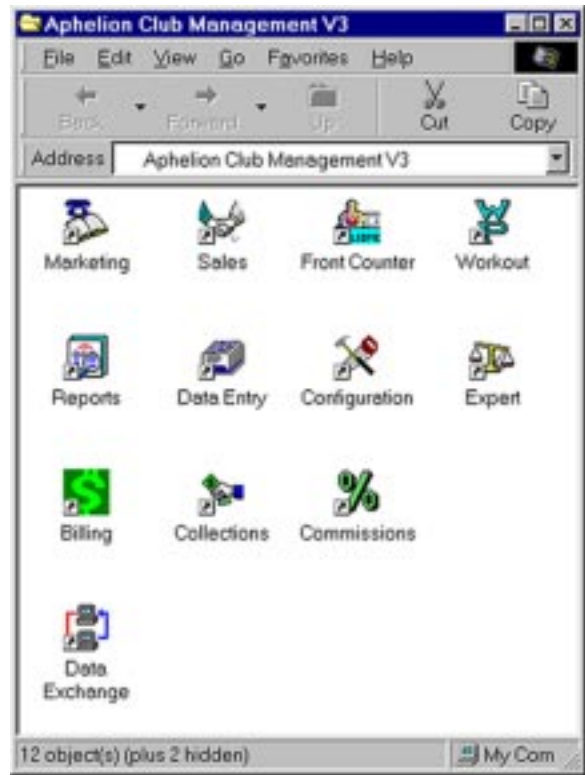 Aphelion Club Management V3
File Edit View Go Favorites Help
Back Forward Up Cut Copy
Address Aphelion Club Management V3
Marketing Sales Front Counter Workout
Reports Data Entry Configuration Expert
Billing Collections Commissions
Data
Exchange
12 object(s) (plus 2 hidden) My Com